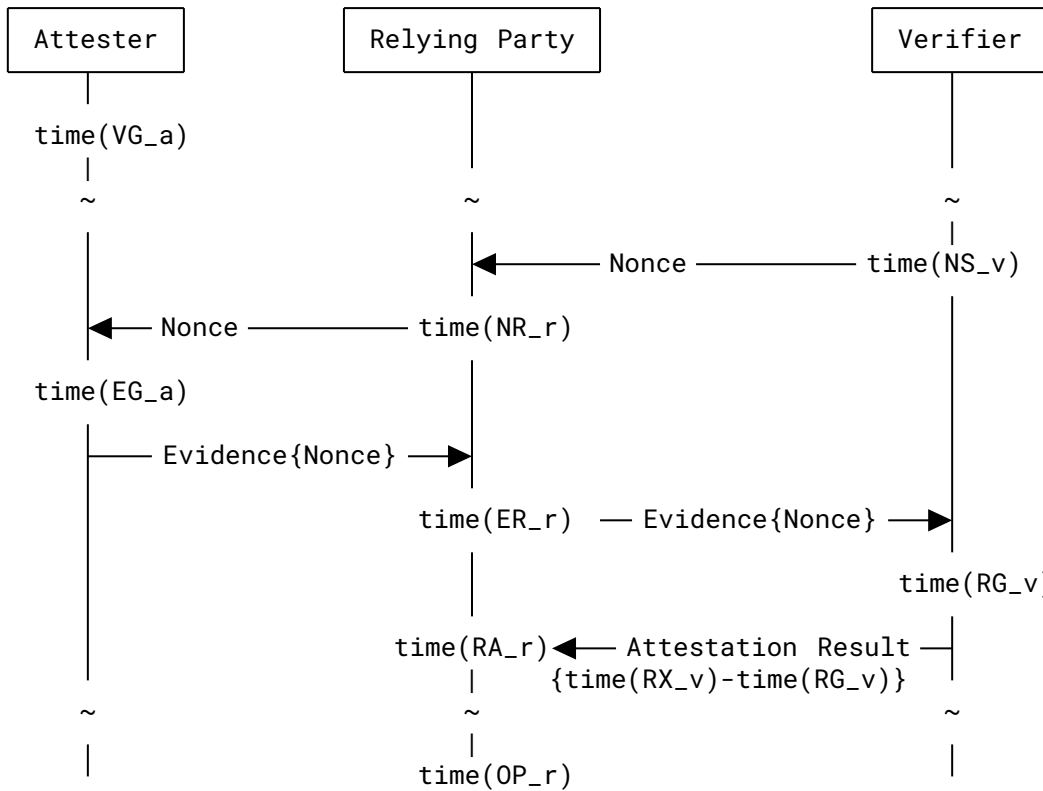 Attester Relying Party Verifier
time(VG_a)
~ ~ ~
Nonce time(NS_v)
Nonce time(NR_r)
time(EG_a)
Evidence{Nonce}
time(ER_r) Evidence{Nonce}
time(RG_v)
time(RA_r) Attestation Result
{time(RX_v)-time(RG_v)}
~ ~ ~
time(OP_r)